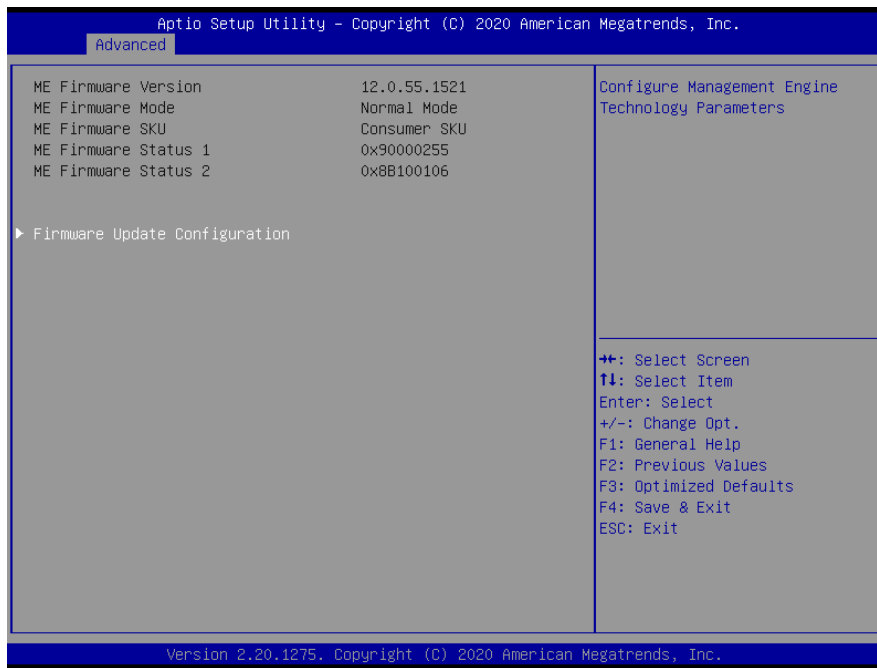 Aptio Setup Utility – Copyright (C) 2020 American Megatrends, Inc.
Advanced
ME Firmware Version 12.0.55.1521
ME Firmware Mode Normal Mode
ME Firmware SKU Consumer SKU
ME Firmware Status 1 0x90000255
ME Firmware Status 2 0x8B100106
▶ Firmware Update Configuration
Configure Management Engine
Technology Parameters
→←: Select Screen
↑↓: Select Item
Enter: Select
+/-: Change Opt.
F1: General Help
F2: Previous Values
F3: Optimized Defaults
F4: Save & Exit
ESC: Exit
Version 2.20.1275. Copyright (C) 2020 American Megatrends, Inc.